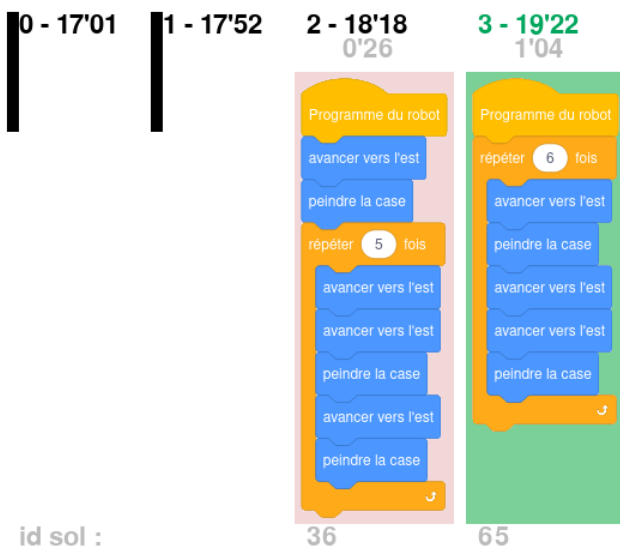 0 - 17'01
1 - 17'52
2 - 18'18
0'26
3 - 19'22
1'04
Programme du robot
avancer vers l'est
peindre la case
répéter 5 fois
avancer vers l'est
avancer vers l'est
peindre la case
avancer vers l'est
peindre la case
Programme du robot
répéter 6 fois
avancer vers l'est
peindre la case
avancer vers l'est
avancer vers l'est
peindre la case
id sol :
36
65